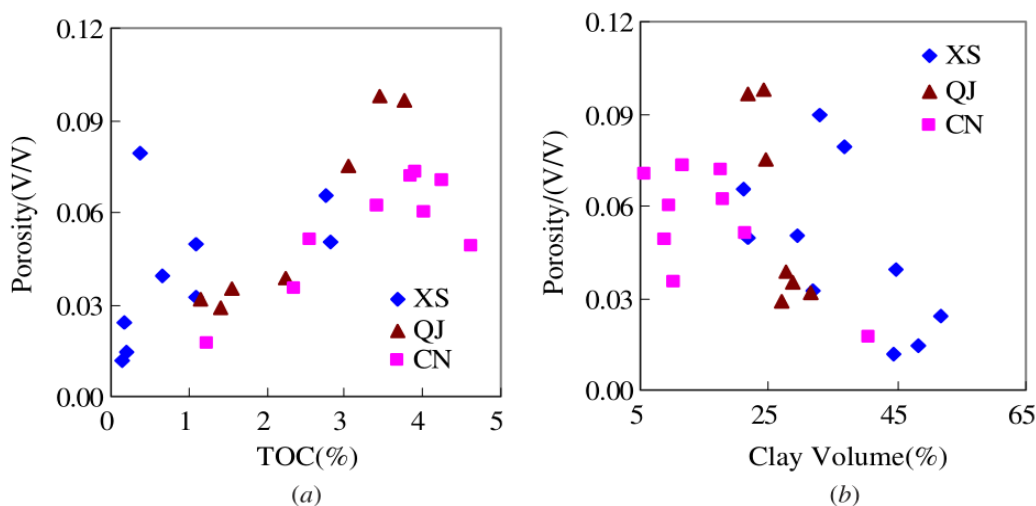 0.12
0.09
0.06
0.03
0.00
Porosity(V/V)
XS
QJ
CN
0 1 2 3 4 5
TOC(%)
(a)
0.12
0.09
0.06
0.03
0.00
Porosity/(V/V)
XS
QJ
CN
5 25 45 65
Clay Volume(%)
(b)